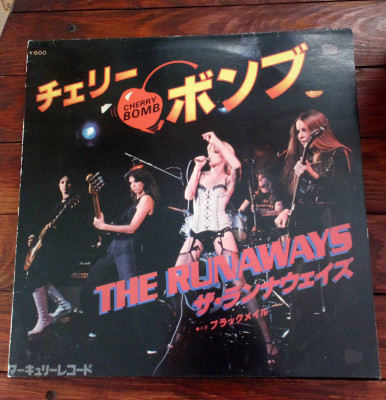 ¥600
チェリー
ボンブ
CHERRY
BOMB
THE RUNAWAYS
ザ・ランナウェイズ
ブラックメイル
マーキュリーレコード